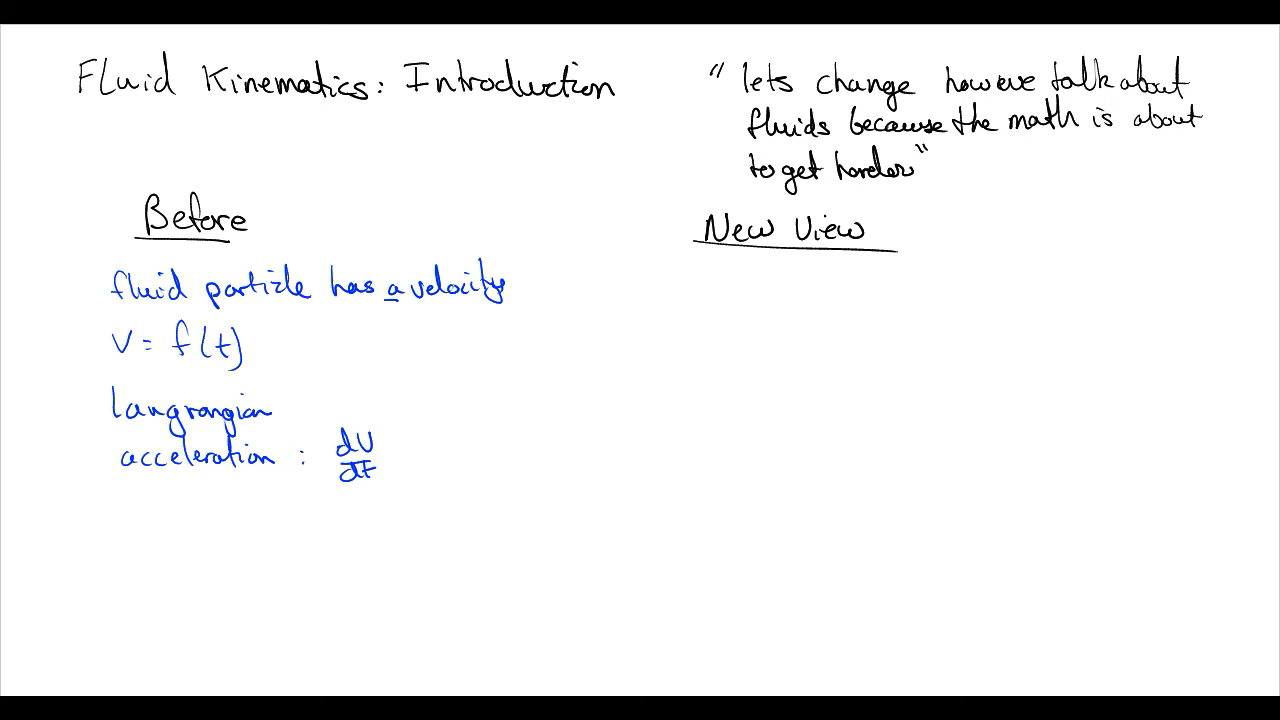 Fluid Kinematics: Introduction
"lets change how we talk about
fluids because the math is about
to get harder"
Before
New View
fluid particle has a velocity
V = f(t)
Langrangian
acceleration : dV/dt